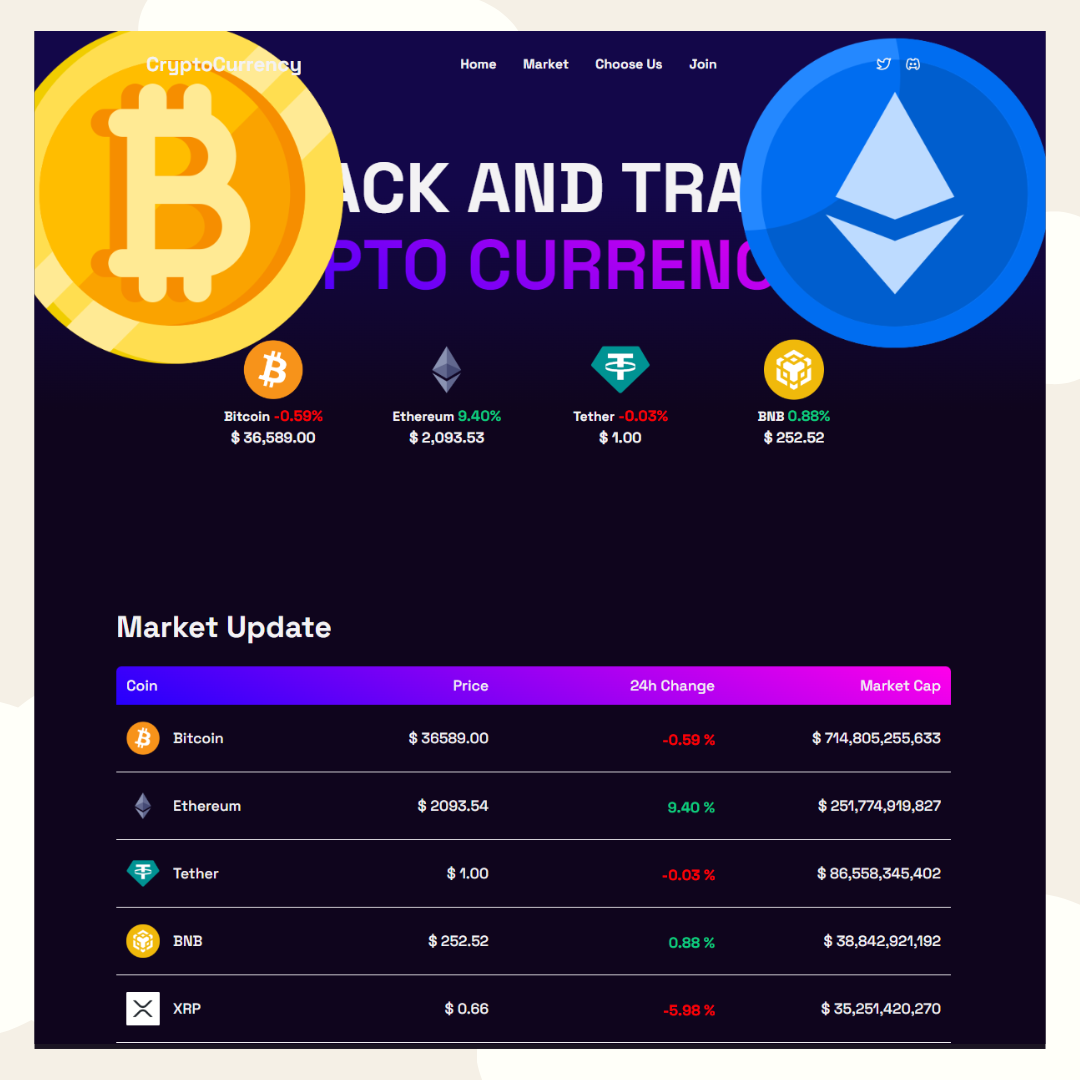 CryptoCurrency Home Market Choose Us Join
ACK AND TRA
PTO CURRENC
Bitcoin -0.59% Ethereum 9.40% Tether -0.03% BNB 0.88%
$ 36,589.00 $ 2,093.53 $ 1.00 $ 252.52
Market Update
Coin Price 24h Change Market Cap
Bitcoin $ 36589.00 -0.59 % $ 714,805,255,633
Ethereum $ 2093.54 9.40 % $ 251,774,919,827
Tether $ 1.00 -0.03 % $ 86,558,345,402
BNB $ 252.52 0.88 % $ 38,842,921,192
XRP $ 0.66 -5.98 % $ 35,251,420,270